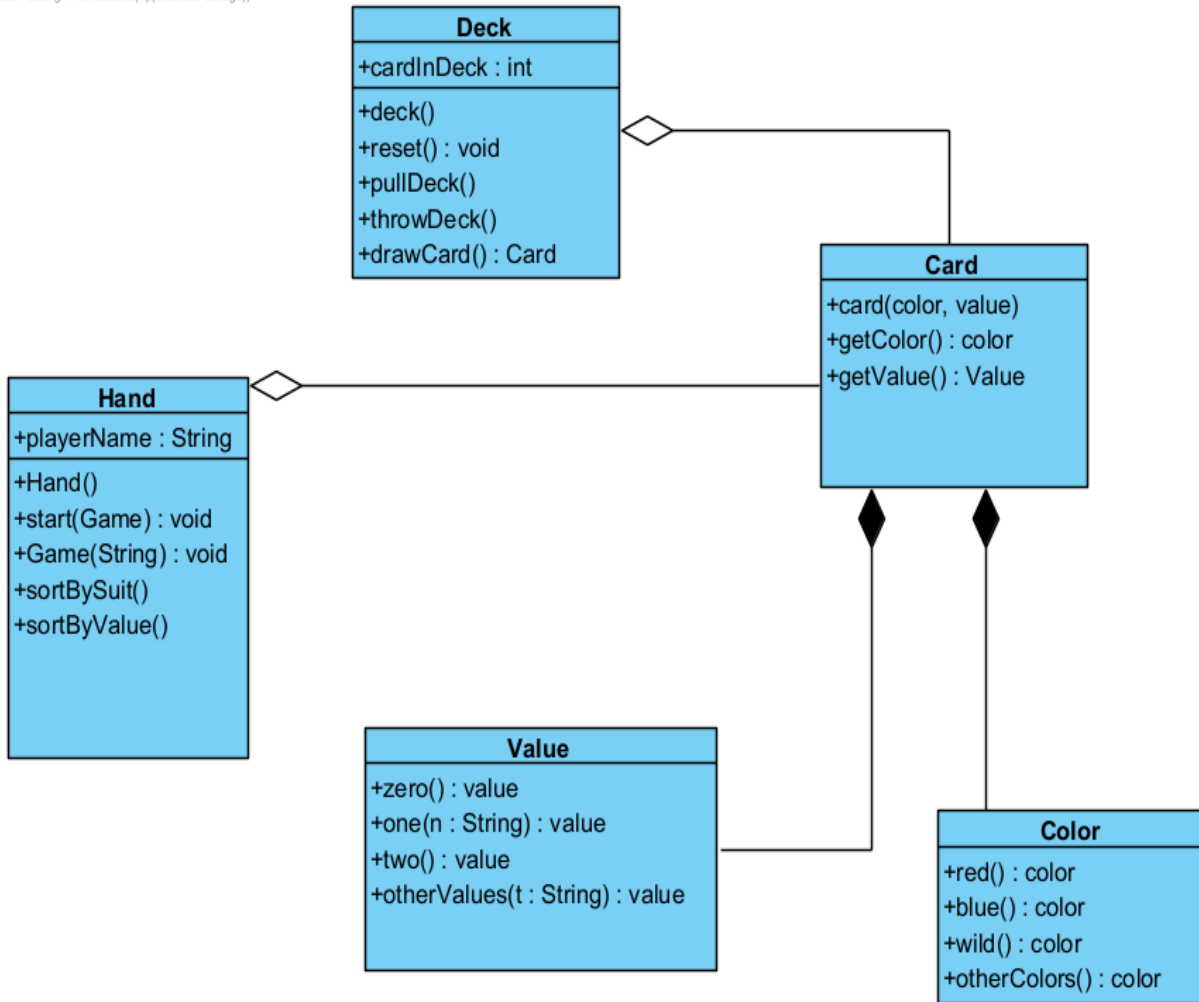 Deck
+cardInDeck : int
+deck()
+reset() : void
+pullDeck()
+throwDeck()
+drawCard() : Card
Card
+card(color, value)
+getColor() : color
+getValue() : Value
Hand
+playerName : String
+Hand()
+start(Game) : void
+Game(String) : void
+sortBySuit()
+sortByValue()
Value
+zero() : value
+one(n : String) : value
+two() : value
+otherValues(t : String) : value
Color
+red() : color
+blue() : color
+wild() : color
+otherColors() : color